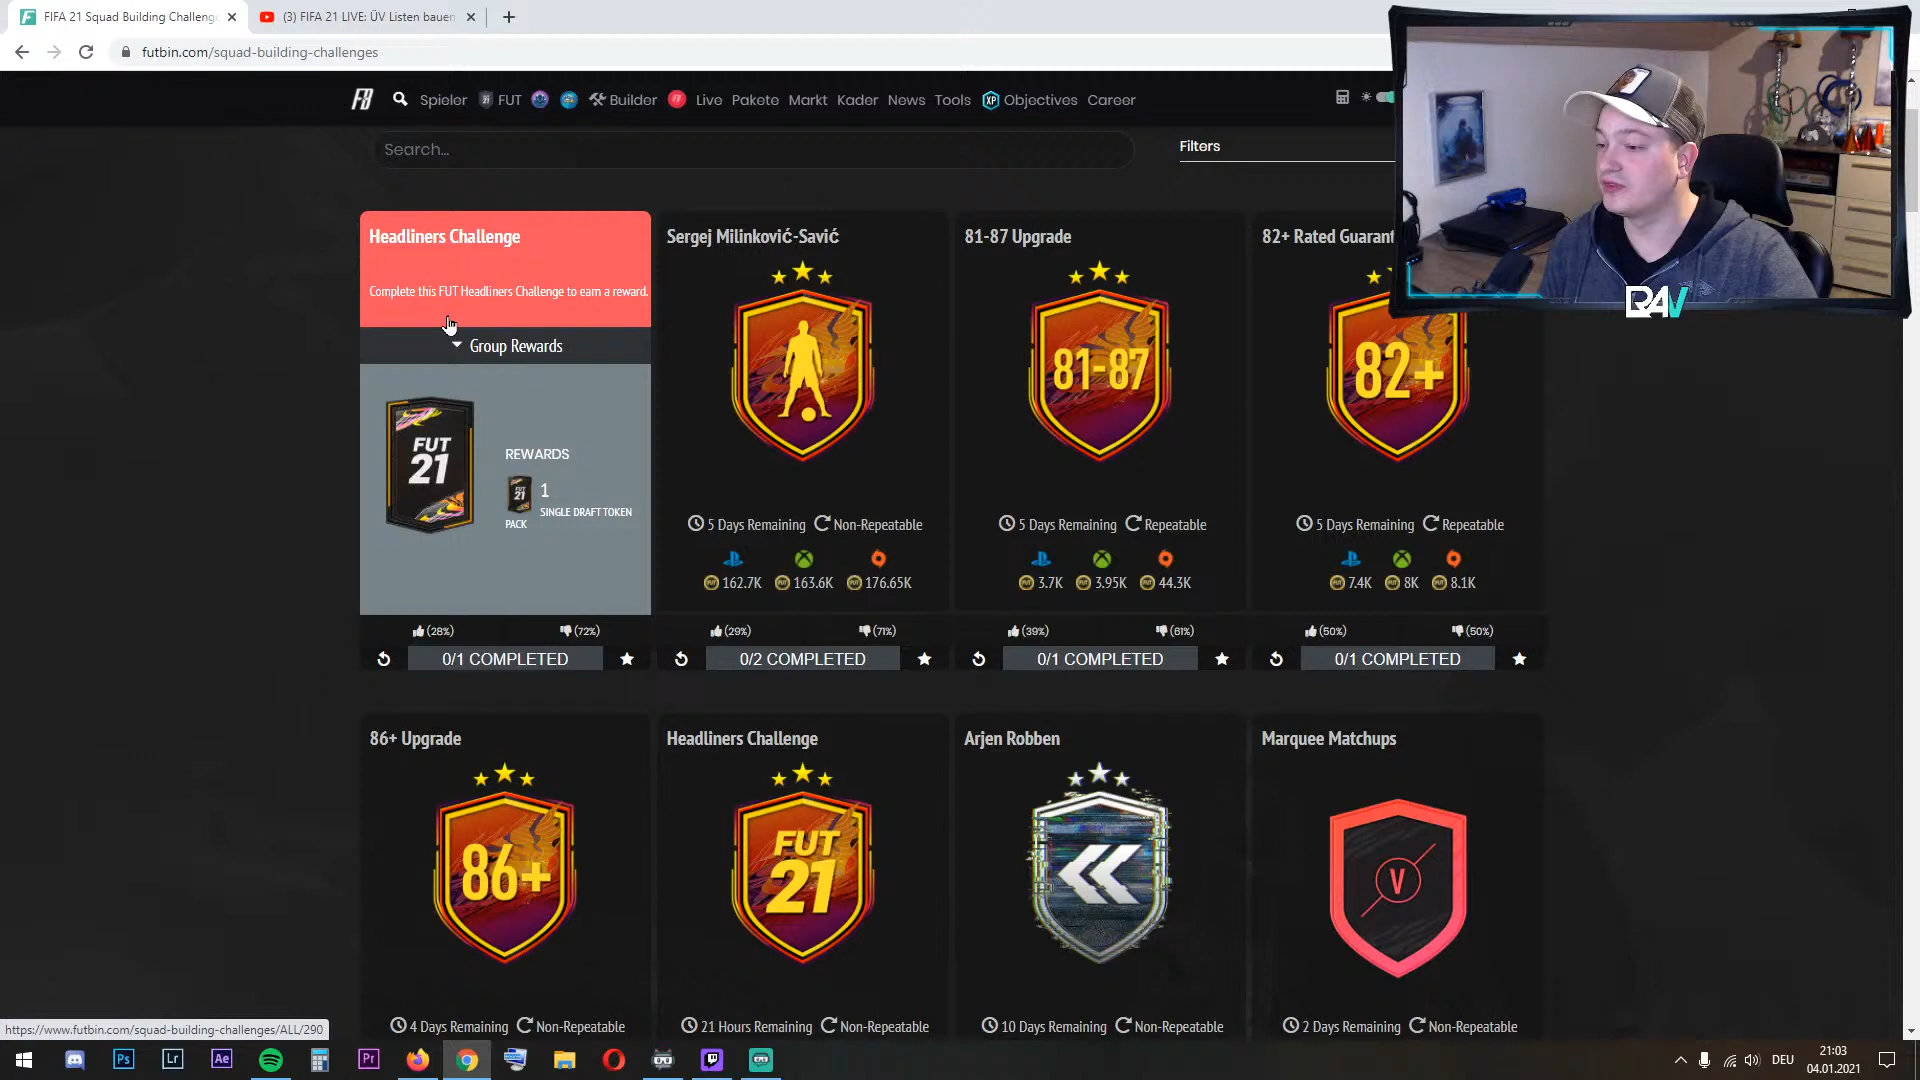 FIFA 21 Squad Building Challenge
(3) FIFA 21 LIVE: ÜV Listen bauen
futbin.com/squad-building-challenges
Spieler FUT Builder Live Pakete Markt Kader News Tools XP Objectives Career
Search...
Filters
Headliners Challenge
Complete this FUT Headliners Challenge to earn a reward.
Group Rewards
FUT
21
REWARDS
1
SINGLE DRAFT TOKEN
PACK
(28%) (72%)
0/1 COMPLETED
Sergej Milinković-Savić
5 Days Remaining Non-Repeatable
162.7K 163.6K 176.65K
(29%) (71%)
0/2 COMPLETED
81-87 Upgrade
81-87
5 Days Remaining Repeatable
3.7K 3.95K 44.3K
(39%) (61%)
0/1 COMPLETED
82+ Rated Guarant
82+
5 Days Remaining Repeatable
7.4K 8K 8.1K
(50%) (50%)
0/1 COMPLETED
RAV
86+ Upgrade
86+
4 Days Remaining Non-Repeatable
Headliners Challenge
FUT
21
21 Hours Remaining Non-Repeatable
Arjen Robben
10 Days Remaining Non-Repeatable
Marquee Matchups
V
2 Days Remaining Non-Repeatable
https://www.futbin.com/squad-building-challenges/ALL/290
Ps Lr Ae Pr
DEU
21:03
04.01.2021